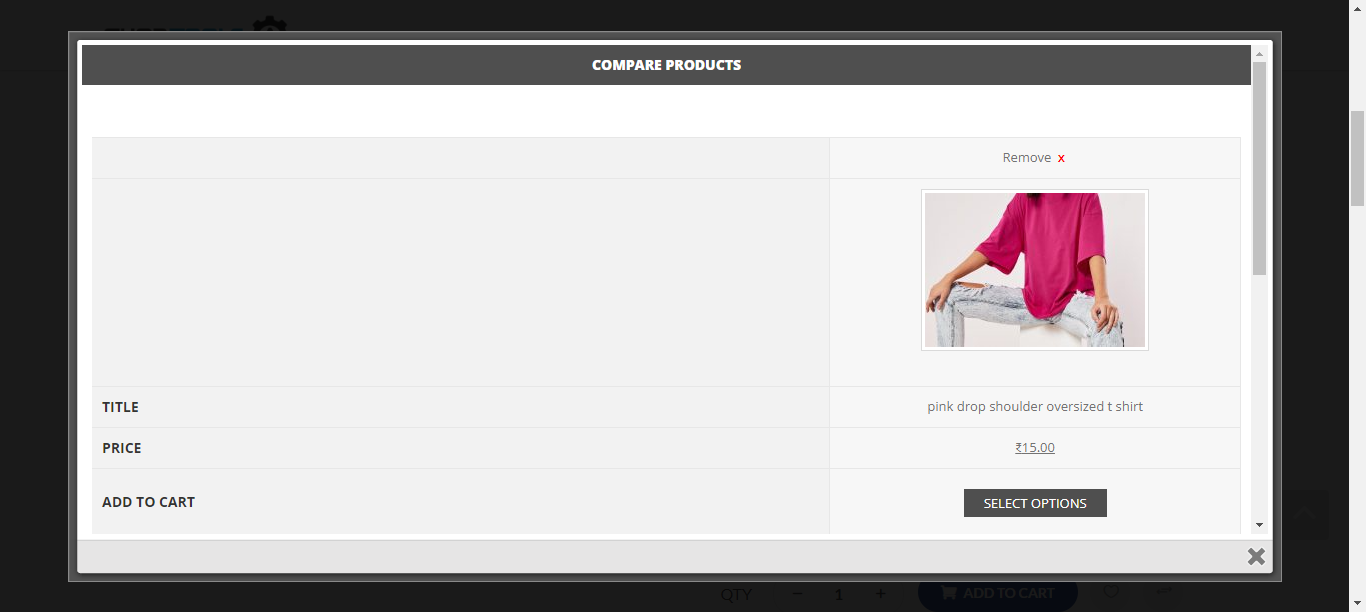 COMPARE PRODUCTS
Remove x
TITLE
pink drop shoulder oversized t shirt
PRICE
₹15.00
ADD TO CART
SELECT OPTIONS
QTY − 1 + ADD TO CART